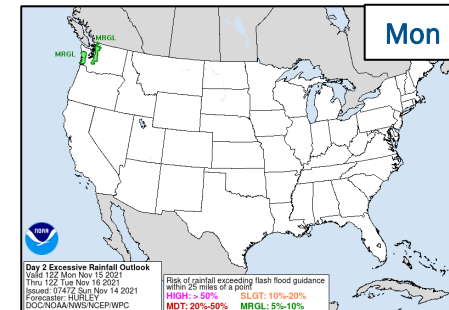 Mon
MRGL
MRGL
NOAA
Day 2 Excessive Rainfall Outlook
Valid 12Z Mon Nov 15 2021
Thru 12Z Tue Nov 16 2021
Issued: 0747Z Sun Nov 14 2021
Forecaster: HURLEY
DOC/NOAA/NWS/NCEP/WPC
Risk of rainfall exceeding flash flood guidance
within 25 miles of a point
HIGH: > 50% SLGT: 10%-20%
MDT: 20%-50% MRGL: 5%-10%